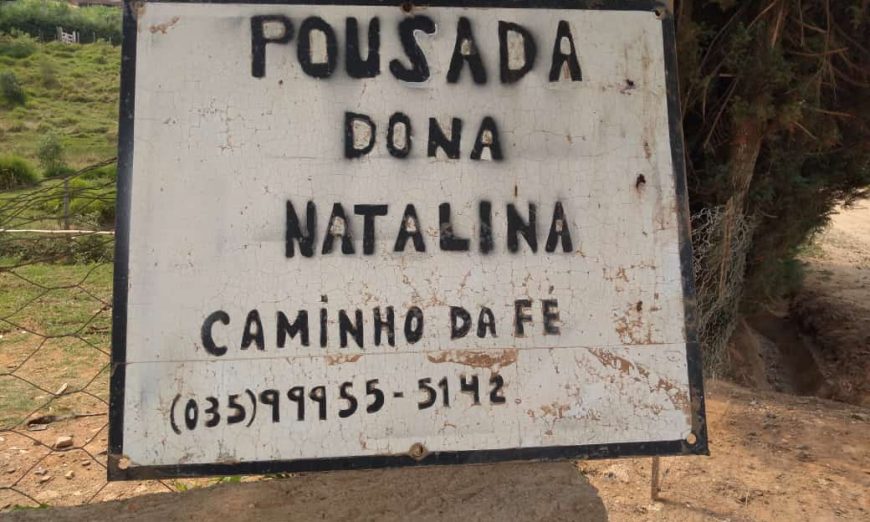 POUSADA
DONA
NATALINA
CAMINHO DA FÉ
(035)99955-5142